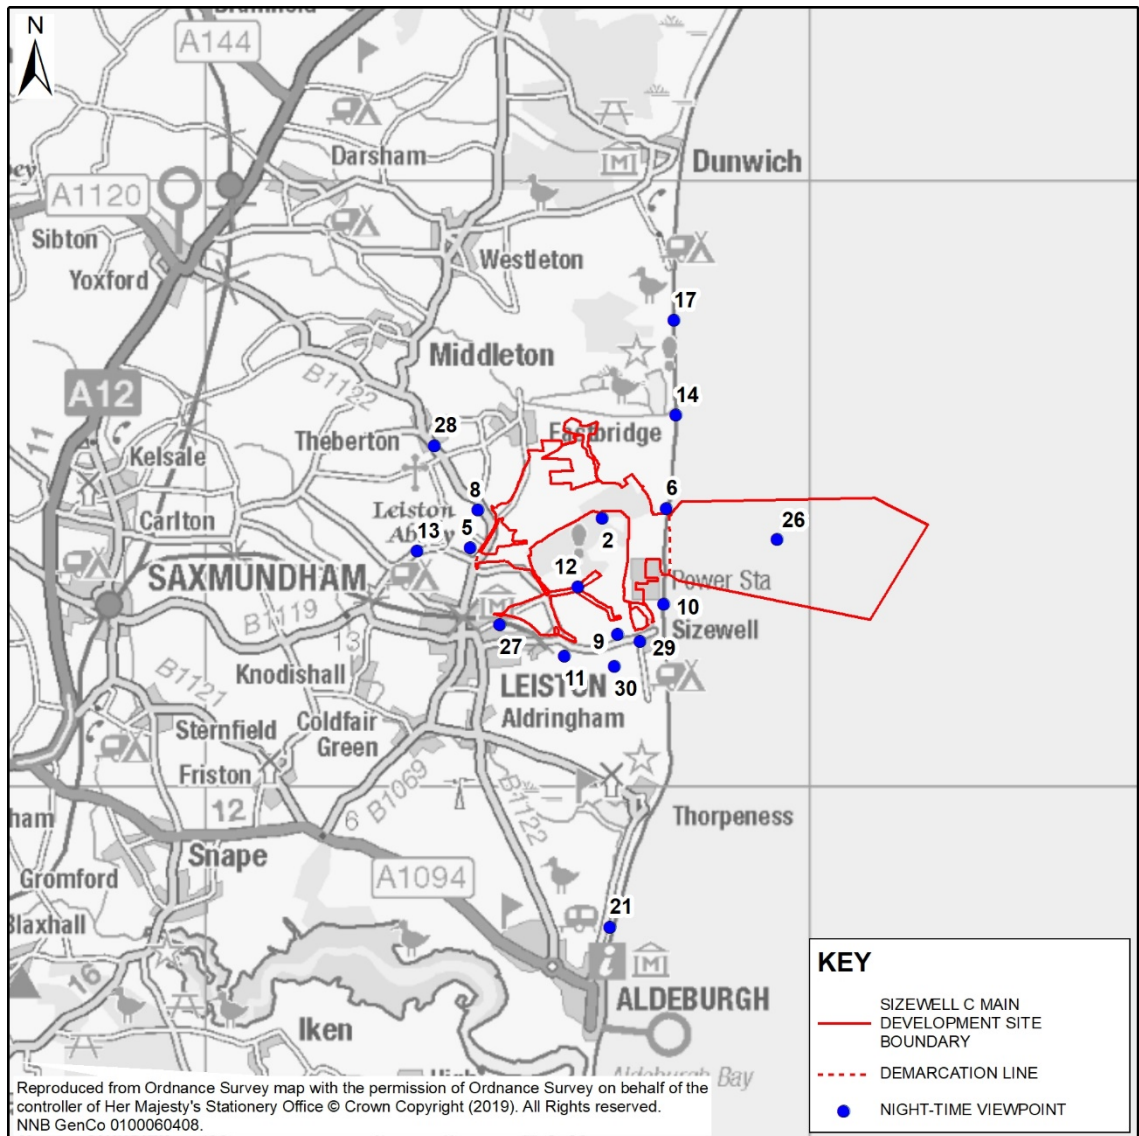 N
A144
Darsham
Dunwich
A1120
Sibton
Yoxford
Westleton
17
Middleton
A12
B1122
14
11
28
Theberton
Eastbridge
Kelsale
8
6
Leiston
Abbey
26
Carlton
13
5
2
12
SAXMUNDHAM
Power Sta
10
B1119
Sizewell
13
27
9
29
Knodishall
11
30
LEISTON
B1121
Aldringham
Coldfair
Green
Sternfield
Friston
B1069
B1122
12
6
ham
Thorpeness
Snape
A1094
Gromford
Blaxhall
21
16
ALDEBURGH
Iken
Aldeburgh Bay
KEY
SIZEWELL C MAIN
DEVELOPMENT SITE
BOUNDARY
DEMARCATION LINE
NIGHT-TIME VIEWPOINT
Reproduced from Ordnance Survey map with the permission of Ordnance Survey on behalf of the
controller of Her Majesty's Stationery Office © Crown Copyright (2019). All Rights reserved.
NNB GenCo 0100060408.